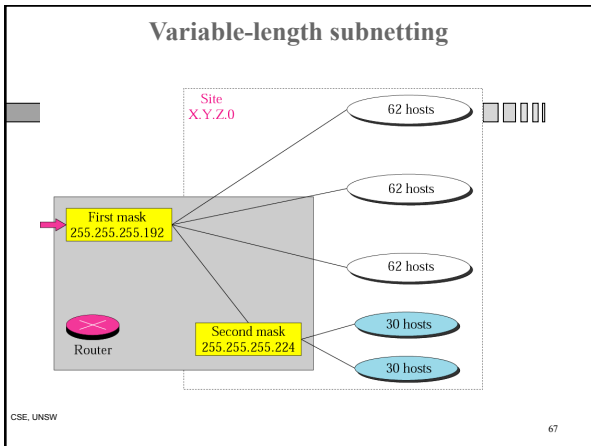 Variable-length subnetting
Site
X.Y.Z.0
62 hosts
62 hosts
First mask
255.255.255.192
62 hosts
Router
Second mask
255.255.255.224
30 hosts
30 hosts
CSE, UNSW
67